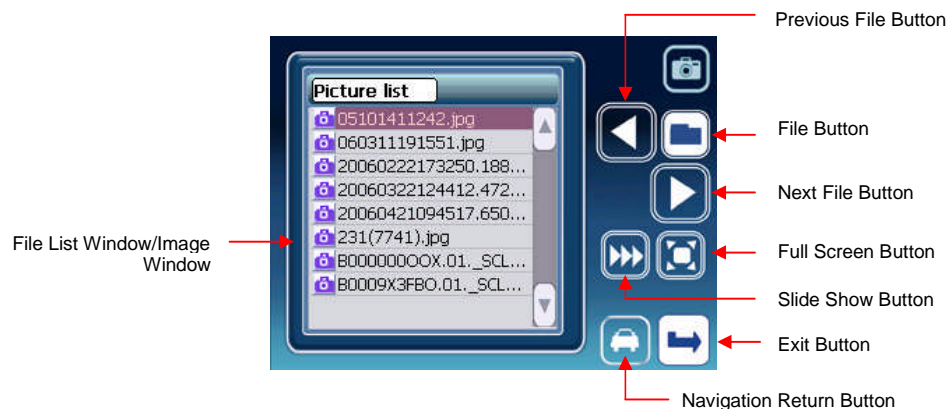 Previous File Button
Picture list
05101411242.jpg
060311191551.jpg
20060222173250.188...
20060322124412.472...
20060421094517.650...
231(7741).jpg
B00000OOX.01._SCL...
B0009X3FBO.01._SCL...
File List Window/Image
Window
File Button
Next File Button
Full Screen Button
Slide Show Button
Exit Button
Navigation Return Button